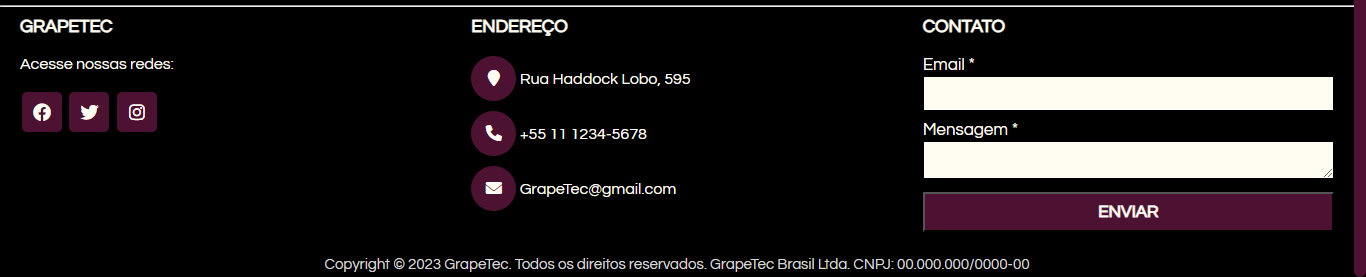 GRAPETEC
Acesse nossas redes:
ENDEREÇO
Rua Haddock Lobo, 595
+55 11 1234-5678
GrapeTec@gmail.com
CONTATO
Email *
Mensagem *
ENVIAR
Copyright © 2023 GrapeTec. Todos os direitos reservados. GrapeTec Brasil Ltda. CNPJ: 00.000.000/0000-00